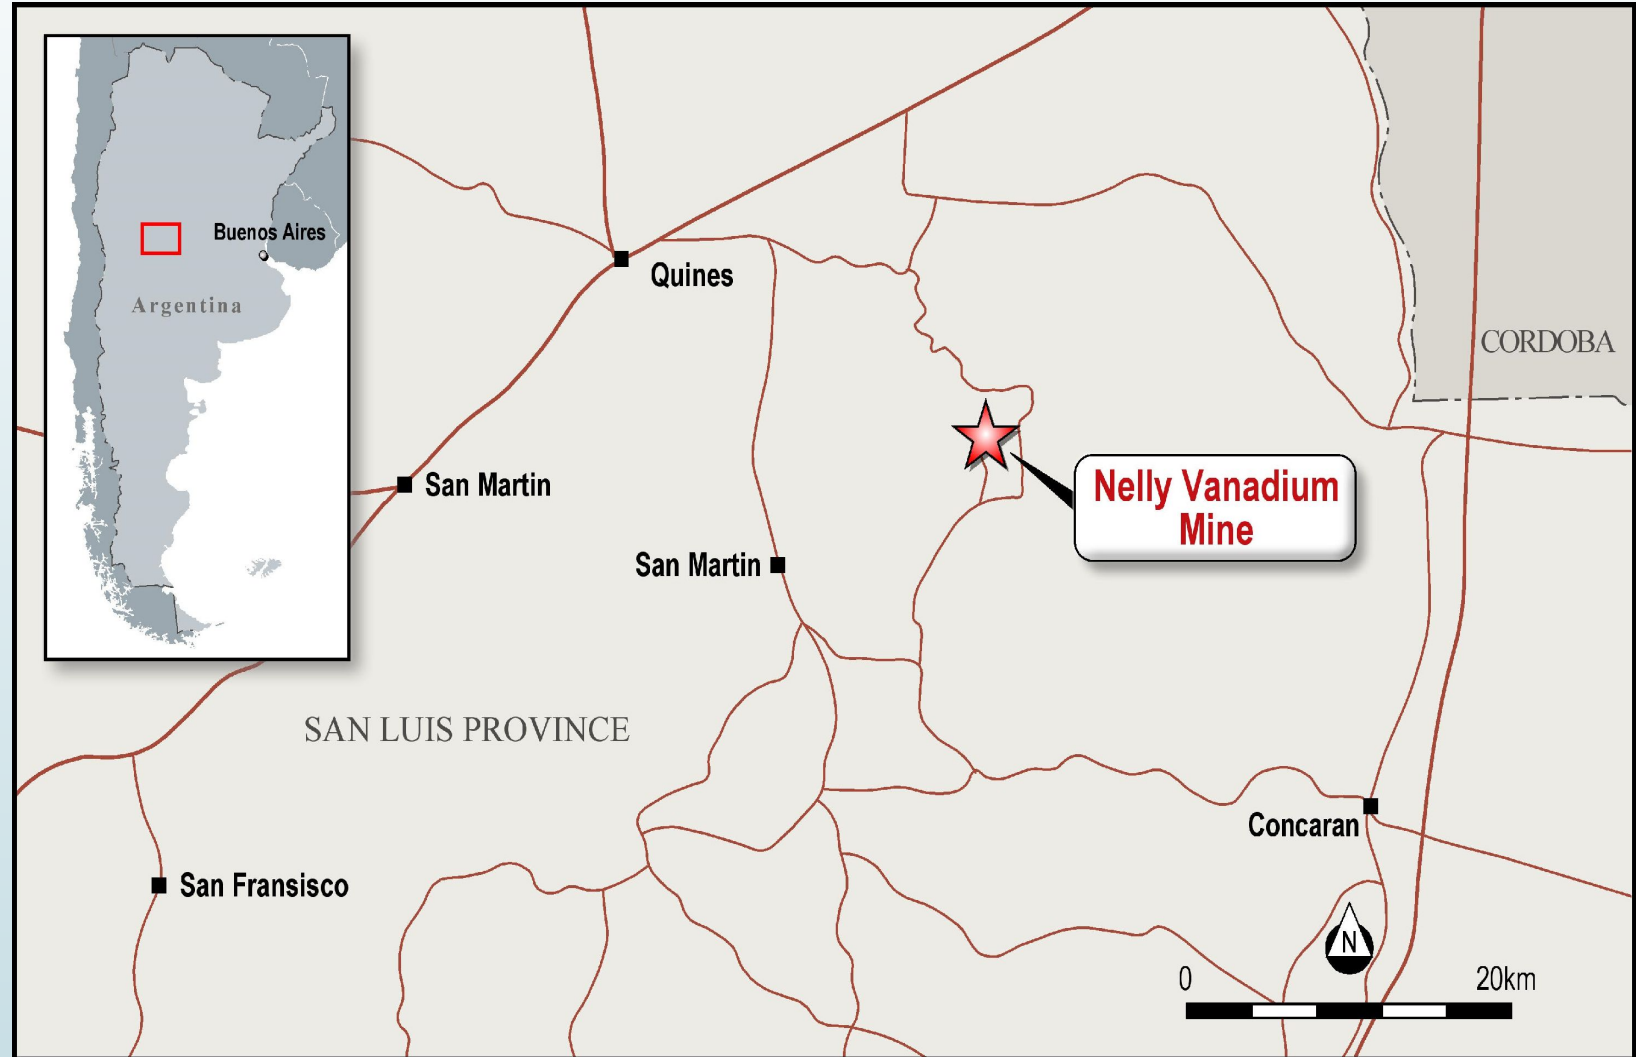 Buenos Aires
Argentina
Quines
CORDOBA
San Martin
Nelly Vanadium
Mine
San Martin
SAN LUIS PROVINCE
Concaran
San Fransisco
N
0
20km